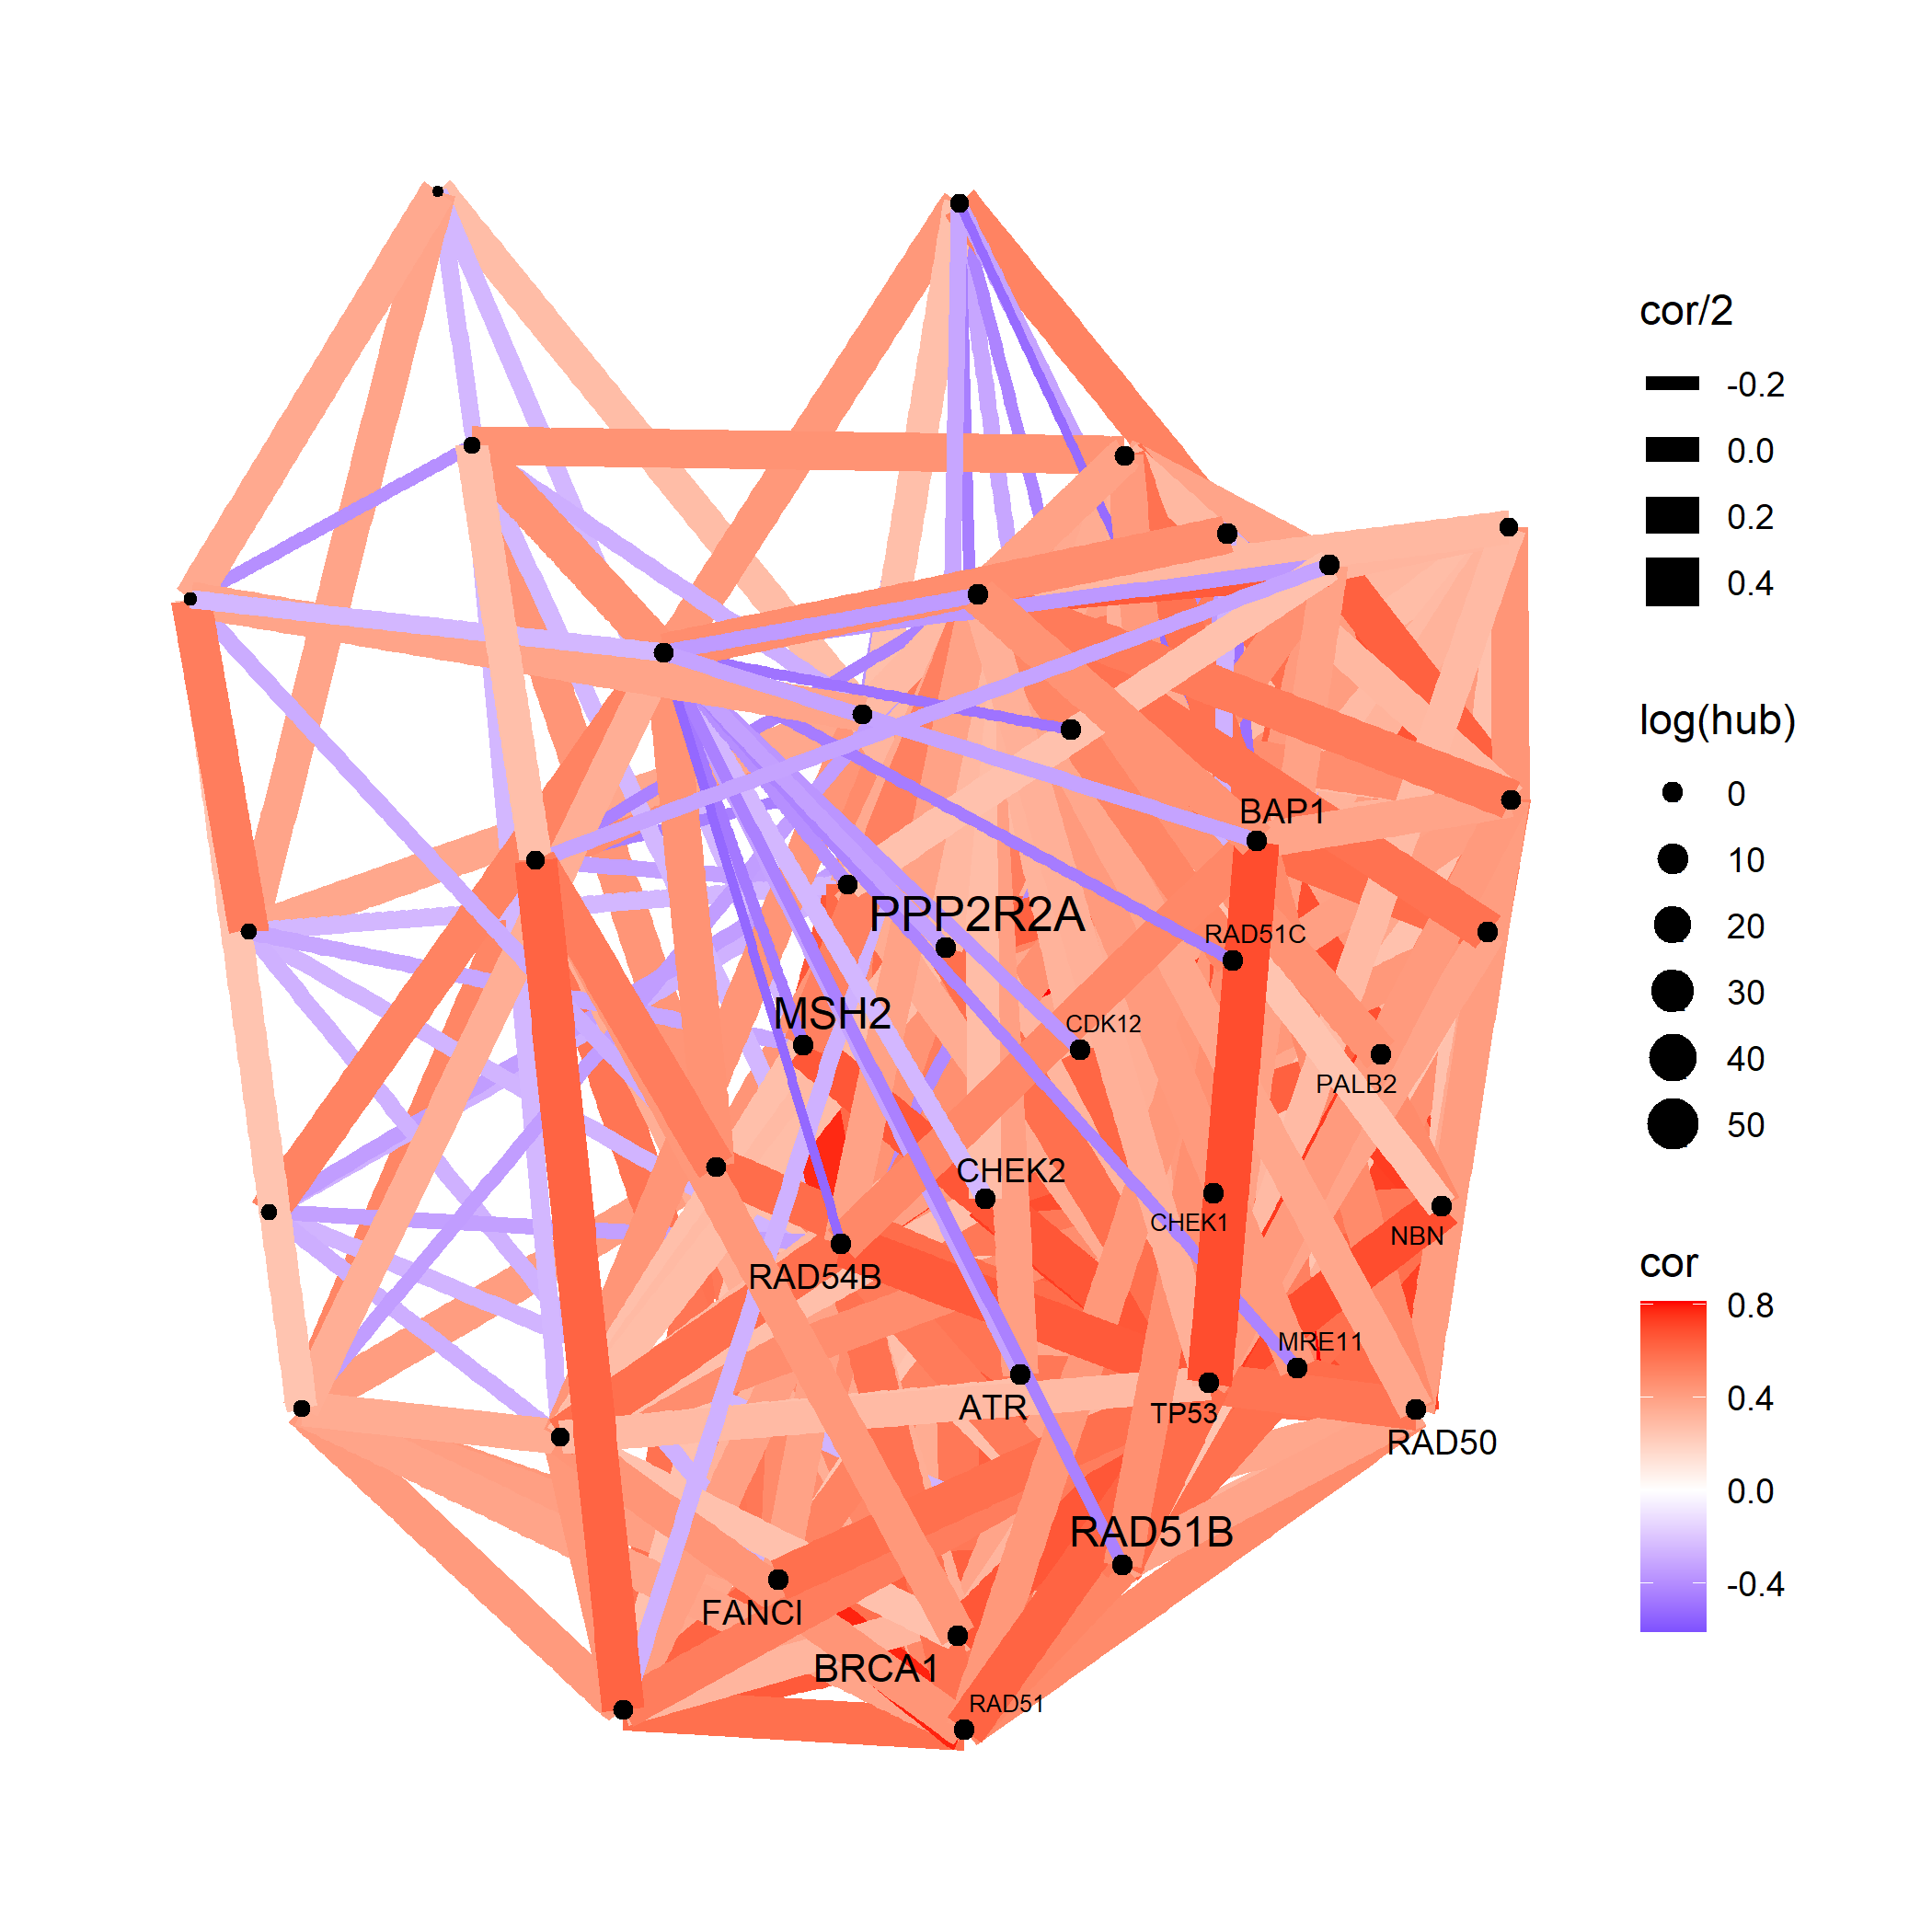 cor/2
-0.2
0.0
0.2
0.4
log(hub)
0
10
20
30
40
50
cor
0.8
0.4
0.0
-0.4
BAP1
PPP2R2A
RAD51C
MSH2
CDK12
PALB2
CHEK2
CHEK1
NBN
RAD54B
MRE11
ATR
TP53
RAD50
RAD51B
FANCI
BRCA1
RAD51